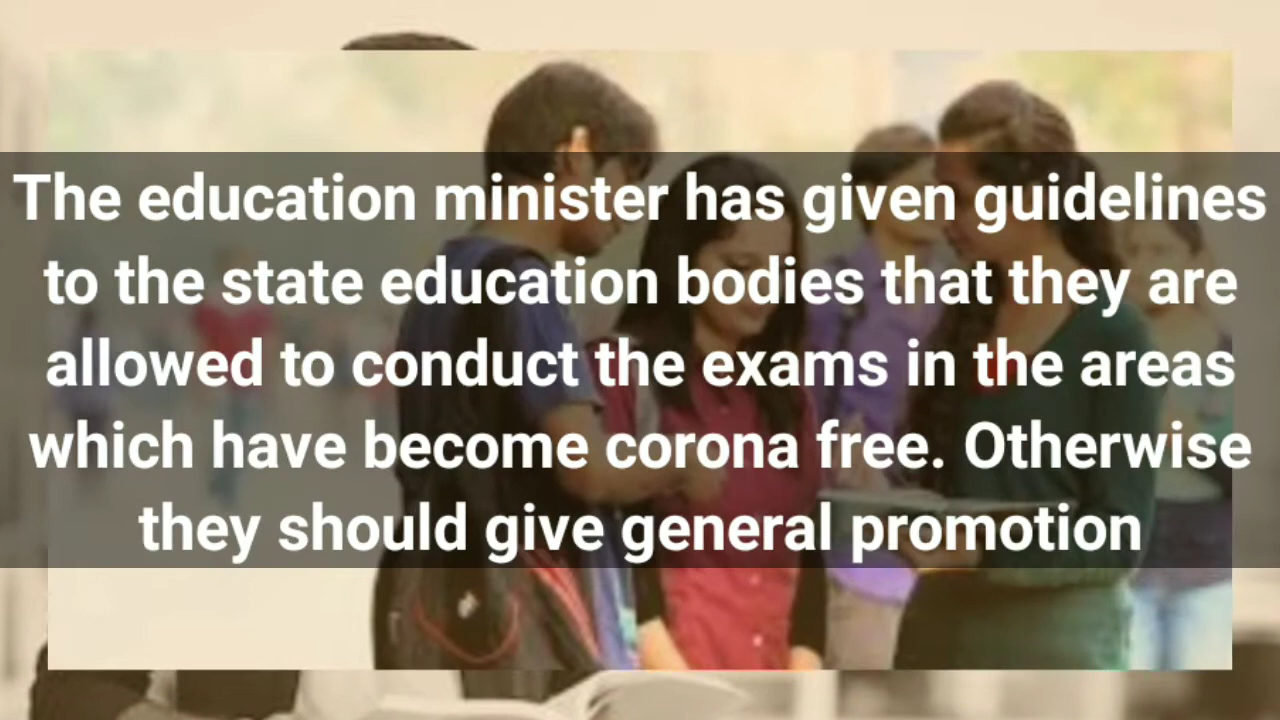 The education minister has given guidelines
to the state education bodies that they are
allowed to conduct the exams in the areas
which have become corona free. Otherwise
they should give general promotion